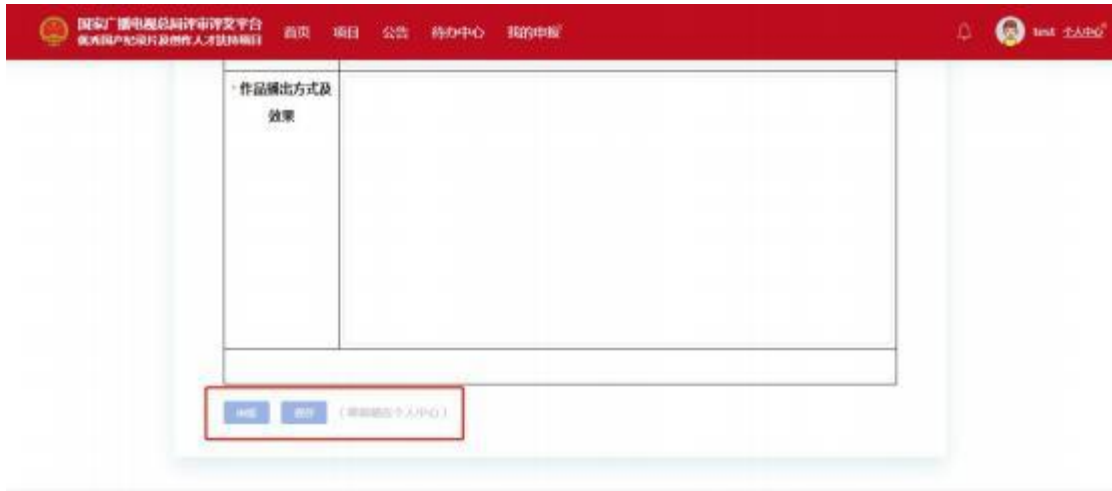 国家广播电视总局评审评奖平台
优秀国产纪录片及创作人才扶持项目
首页 项目 公告 待办中心 我的申报
test 个人中心
* 作品播出方式及
效果